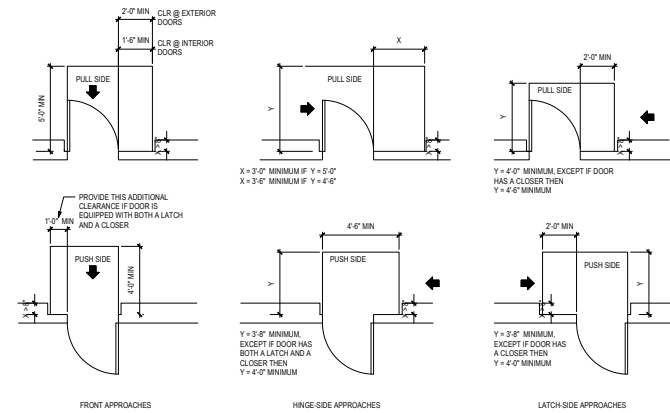 2'-0" MIN
CLR @ EXTERIOR
DOORS
1'-6" MIN
CLR @ INTERIOR
DOORS
PULL SIDE
5'-0" MIN
X > 8"
X
PULL SIDE
Y
X > 8"
X = 3'-0" MINIMUM IF Y = 5'-0"
X = 3'-6" MINIMUM IF Y = 4'-6"
2'-0" MIN
PULL SIDE
Y
X > 8"
Y = 4'-0" MINIMUM, EXCEPT IF DOOR
HAS A CLOSER THEN
Y = 4'-6" MINIMUM
PROVIDE THIS ADDITIONAL
CLEARANCE IF DOOR IS
EQUIPPED WITH BOTH A LATCH
AND A CLOSER
1'-0" MIN
PUSH SIDE
4'-0" MIN
X > 8"
4'-6" MIN
PUSH SIDE
Y
X > 8"
Y = 3'-8" MINIMUM,
EXCEPT IF DOOR HAS
BOTH A LATCH AND A
CLOSER THEN
Y = 4'-0" MINIMUM
2'-0" MIN
PUSH SIDE
Y
X > 8"
Y = 3'-8" MINIMUM,
EXCEPT IF DOOR HAS
A CLOSER THEN
Y = 4'-0" MINIMUM
FRONT APPROACHES
HINGE-SIDE APPROACHES
LATCH-SIDE APPROACHES